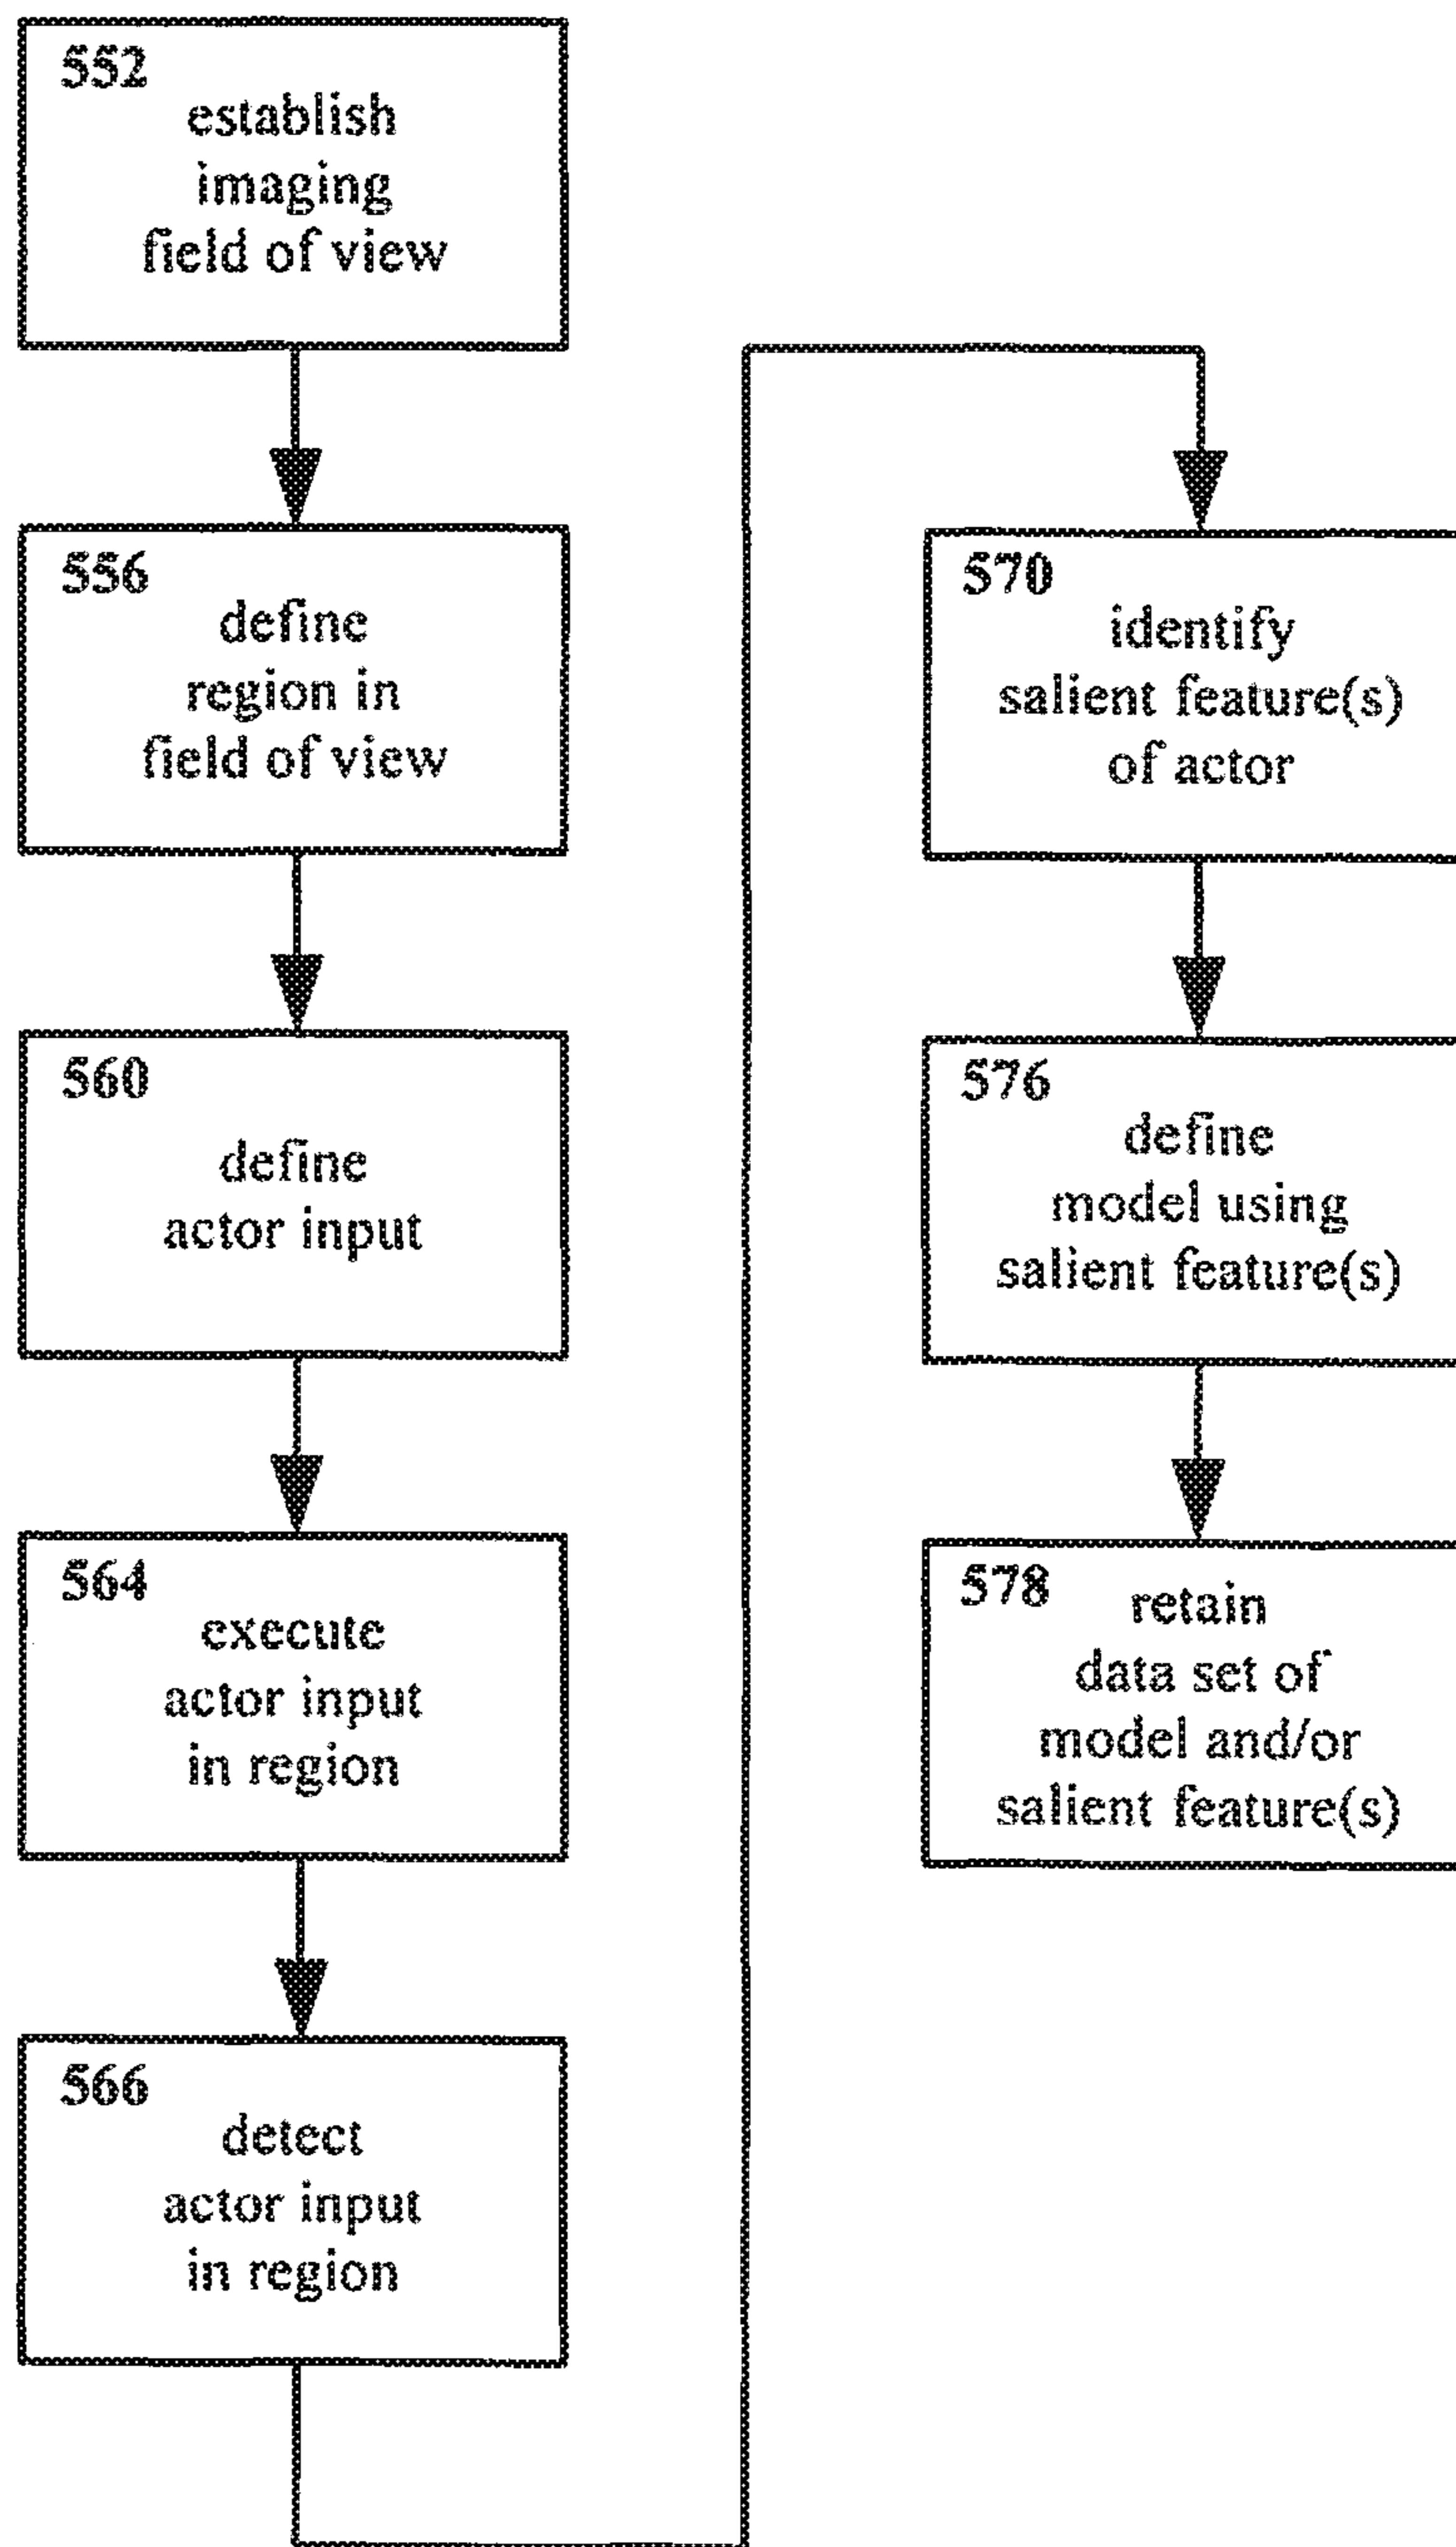 552
establish
imaging
field of view
556
define
region in
field of view
560
define
actor input
564
execute
actor input
in region
566
detect
actor input
in region
570
identify
salient feature(s)
of actor
576
define
model using
salient feature(s)
578
retain
data set of
model and/or
salient feature(s)